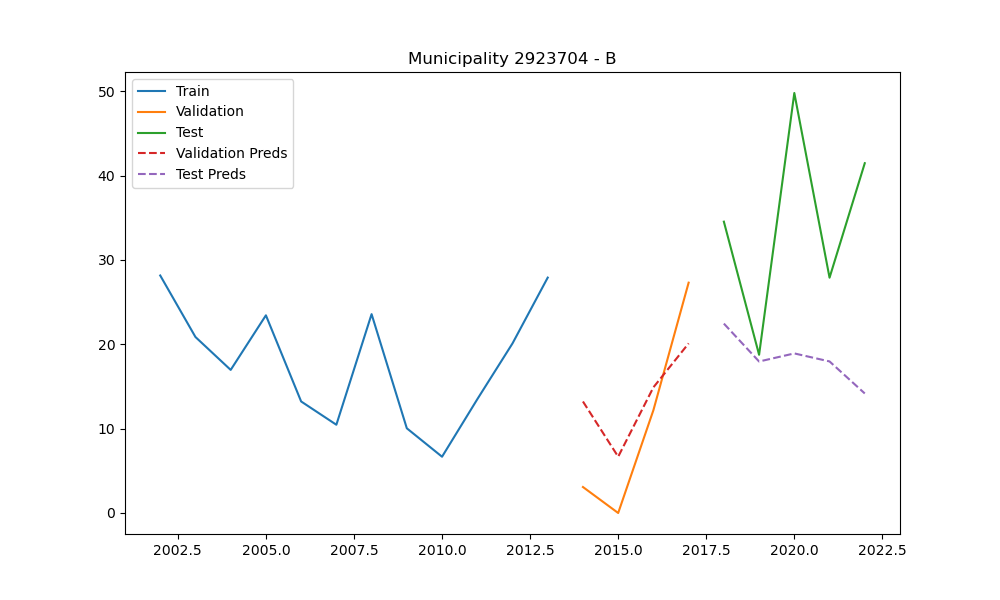 Municipality 2923704 - B
Train
Validation
Test
Validation Preds
Test Preds
50
40
30
20
10
0
2002.5 2005.0 2007.5 2010.0 2012.5 2015.0 2017.5 2020.0 2022.5